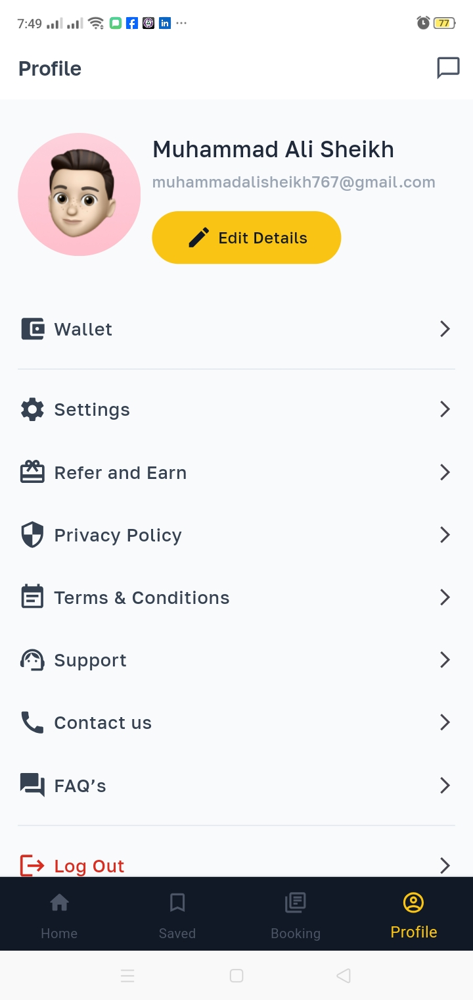 7:49
in
77
Profile
Muhammad Ali Sheikh
muhammadalisheikh767@gmail.com
Edit Details
Wallet
Settings
Refer and Earn
Privacy Policy
Terms & Conditions
Support
Contact us
FAQ’s
Log Out
Home Saved Booking Profile